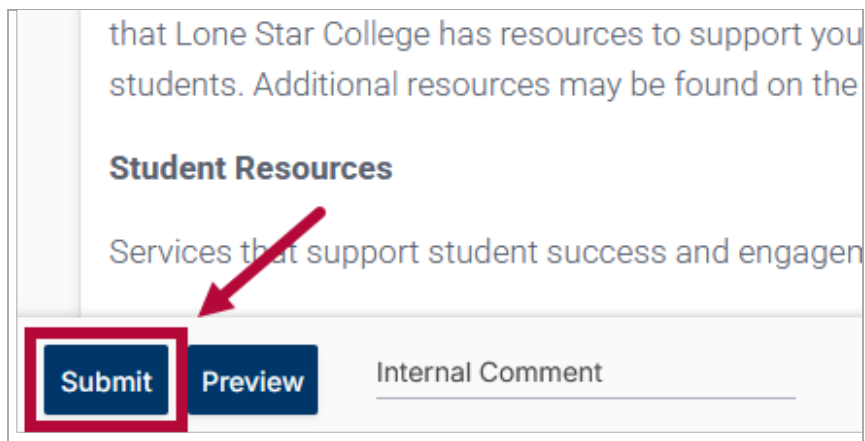 that Lone Star College has resources to support you
students. Additional resources may be found on the
Student Resources
Services that support student success and engagen
Submit Preview Internal Comment